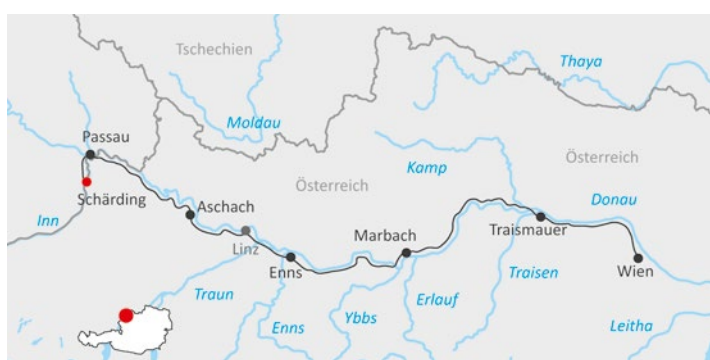 Tschechien
Thaya
Moldau
Passau
Österreich
Kamp
Österreich
Schärding
Donau
Aschach
Inn
Linz
Marbach
Traismauer
Enns
Wien
Traun
Enns
Ybbs
Erlauf
Traisen
Leitha